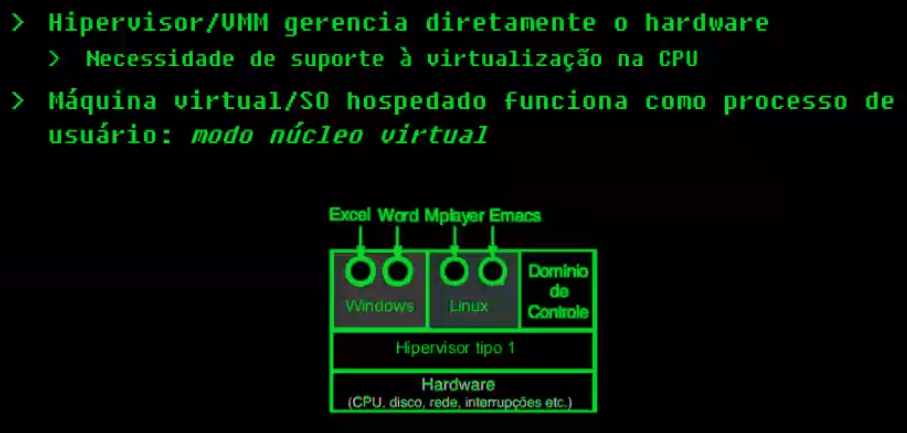 > Hipervisor/VMM gerencia diretamente o hardware
> Necessidade de suporte à virtualização na CPU
> Máquina virtual/SO hospedado funciona como processo de
usuário: modo núcleo virtual
Excel Word Mplayer Emacs
Windows
Linux
Domínio
de
Controle
Hipervisor tipo 1
Hardware
(CPU, disco, rede, interrupções etc.)